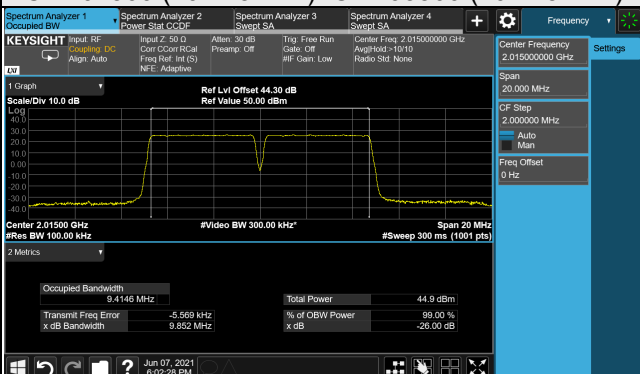 Spectrum Analyzer 1
Occupied BW
Spectrum Analyzer 2
Power Stat CCDF
Spectrum Analyzer 3
Swept SA
Spectrum Analyzer 4
Swept SA
+
Frequency
KEYSIGHT
Input: RF
Coupling: DC
Align: Auto
Input Z: 50 Ω
Corr CCorr RCal
Freq Ref: Int (S)
NFE: Adaptive
Atten: 30 dB
Preamp: Off
Trig: Free Run
Gate: Off
#IF Gain: Low
Center Freq: 2.015000000 GHz
Avg|Hold:>10/10
Radio Std: None
LXI
Center Frequency
2.015000000 GHz
Settings
Span
20.000 MHz
CF Step
2.000000 MHz
Auto
Man
Freq Offset
0 Hz
1 Graph
Scale/Div 10.0 dB
Ref Lvl Offset 44.30 dB
Ref Value 50.00 dBm
Log
40.0
30.0
20.0
10.0
0.00
-10.0
-20.0
-30.0
-40.0
Center 2.01500 GHz
#Res BW 100.00 kHz
#Video BW 300.00 kHz*
Span 20 MHz
#Sweep 300 ms (1001 pts)
2 Metrics
Occupied Bandwidth
9.4146 MHz
Total Power
44.9 dBm
Transmit Freq Error
-5.569 kHz
% of OBW Power
99.00 %
x dB Bandwidth
9.852 MHz
x dB
-26.00 dB
?
Jun 07, 2021
6:02:28 PM